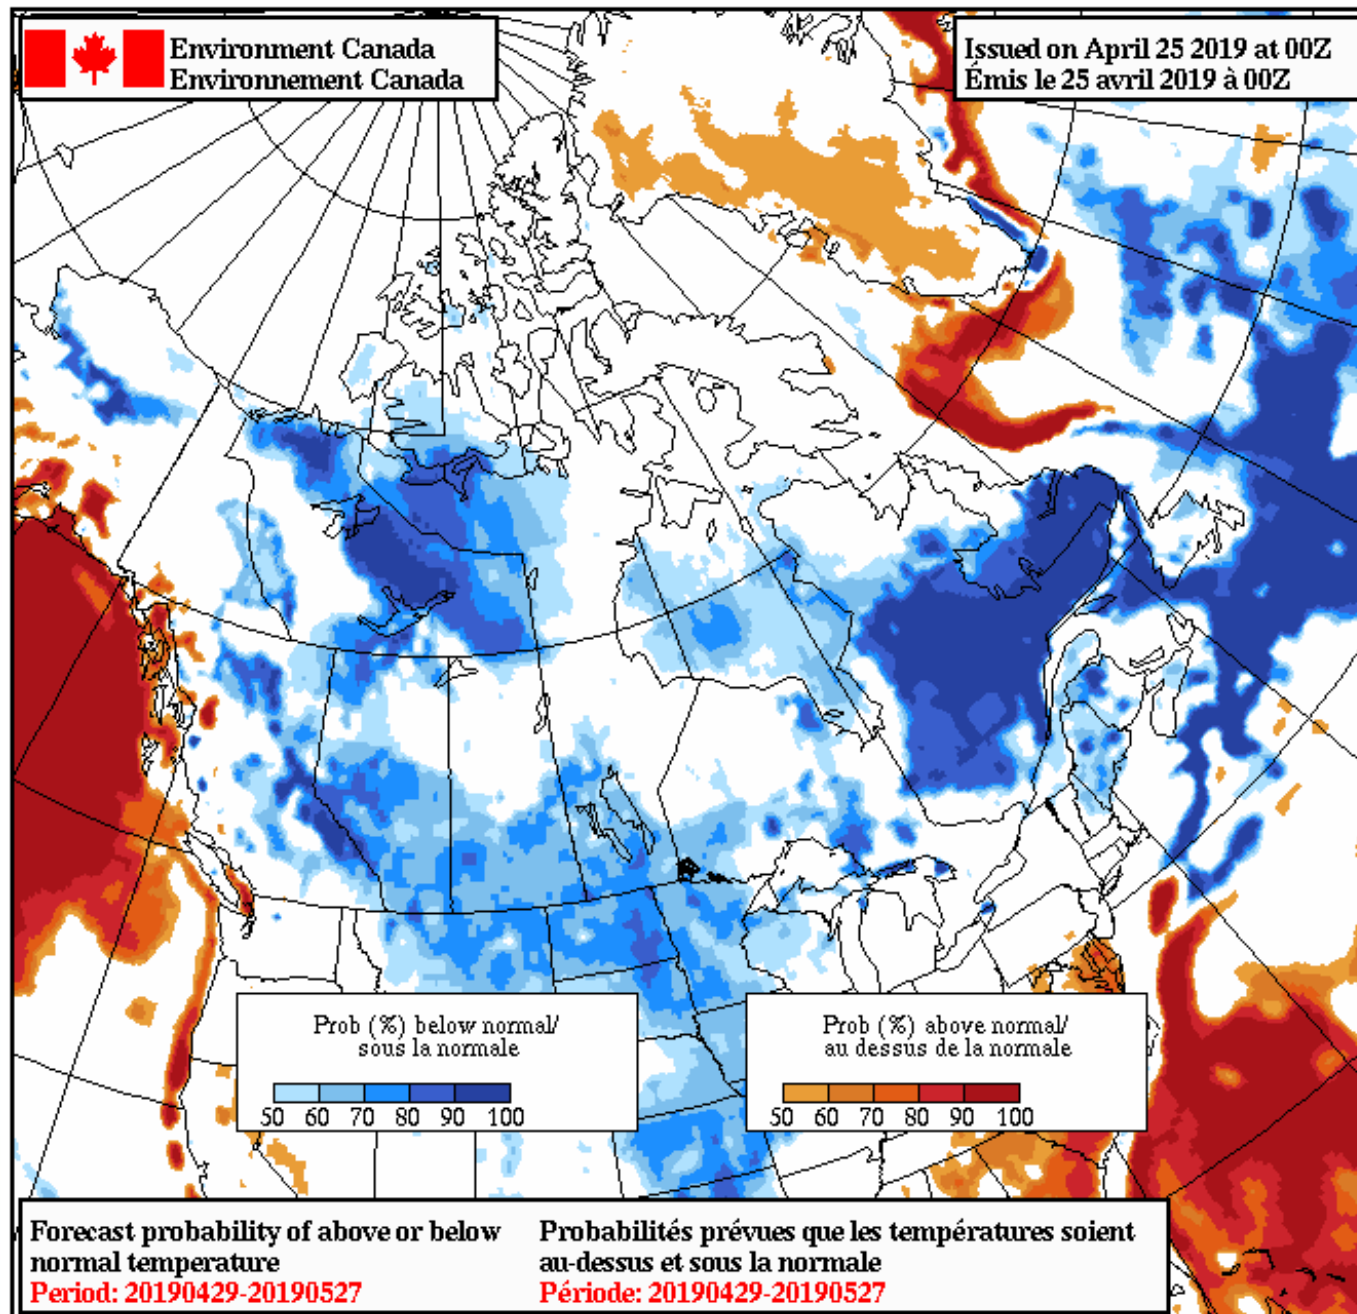 Environment Canada
Environnement Canada
Issued on April 25 2019 at 00Z
Émis le 25 avril 2019 à 00Z
Prob (%) below normal/
sous la normale
50 60 70 80 90 100
Prob (%) above normal/
au dessus de la normale
50 60 70 80 90 100
Forecast probability of above or below
normal temperature
Period: 20190429-20190527
Probabilités prévues que les températures soient
au-dessus et sous la normale
Période: 20190429-20190527